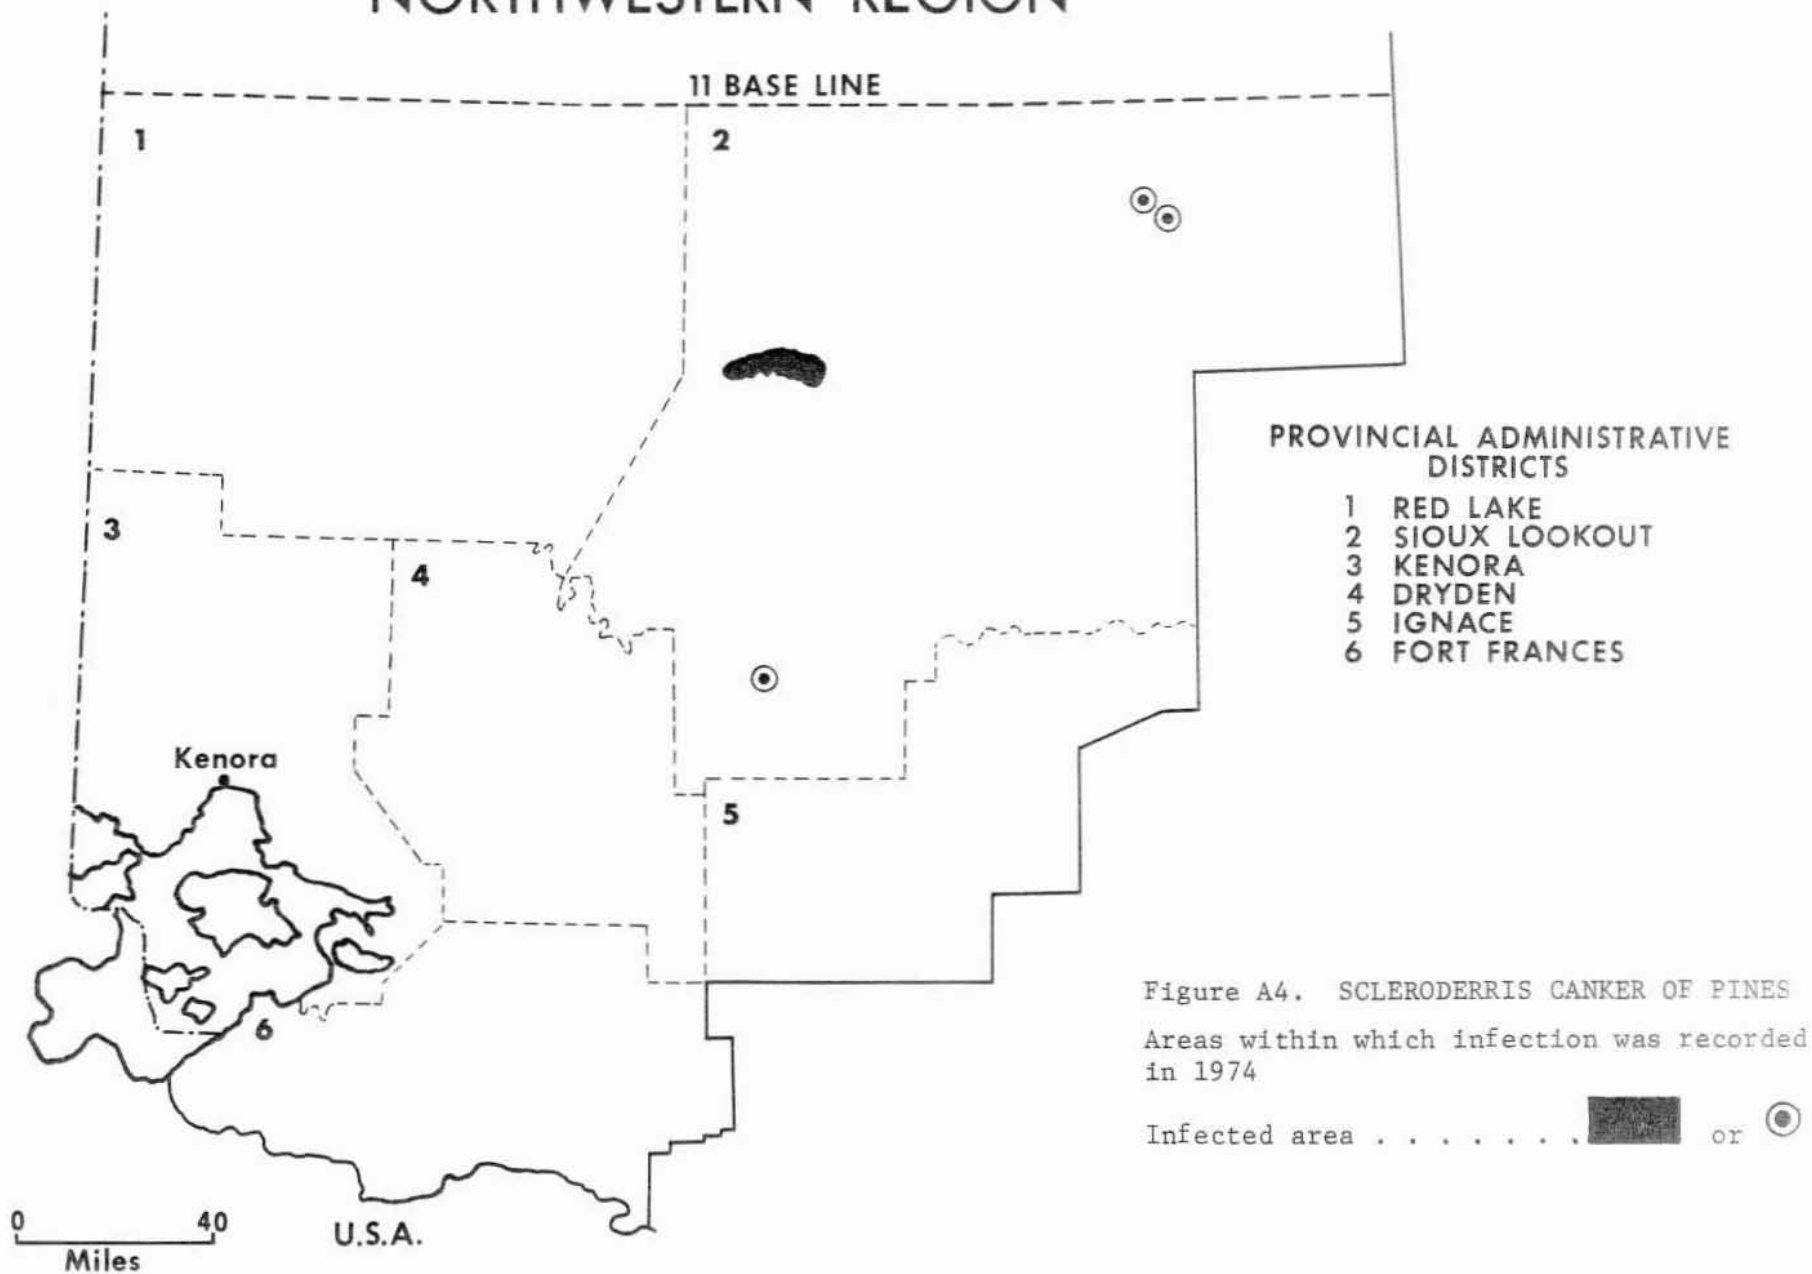 NORTHWESTERN REGION
11 BASE LINE
1
2
3
4
Kenora
5
6
PROVINCIAL ADMINISTRATIVE
DISTRICTS
1 RED LAKE
2 SIOUX LOOKOUT
3 KENORA
4 DRYDEN
5 IGNACE
6 FORT FRANCES
Figure A4. SCLERODERRIS CANKER OF PINES
Areas within which infection was recorded
in 1974
Infected area . . . . . . . . or
0 40
Miles
U.S.A.